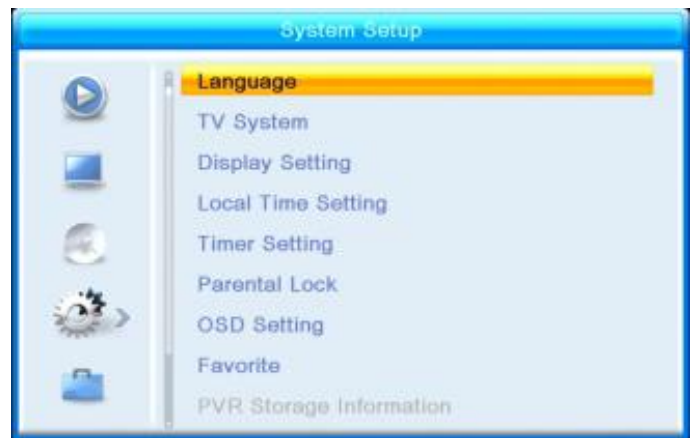 System Setup
Language
TV System
Display Setting
Local Time Setting
Timer Setting
Parental Lock
OSD Setting
Favorite
PVR Storage Information